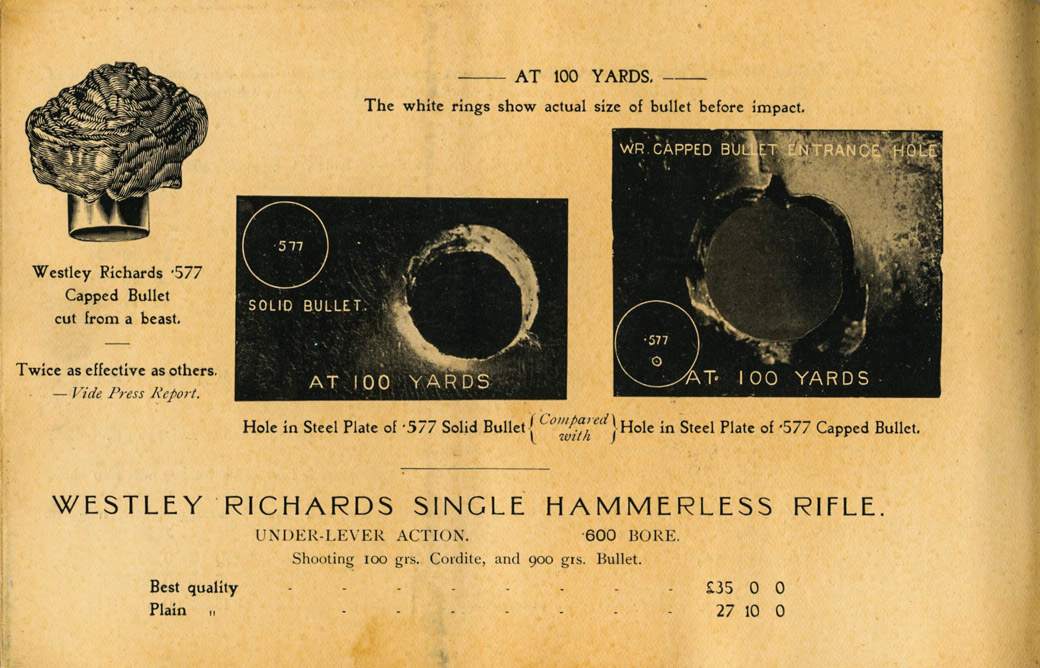 AT 100 YARDS.
The white rings show actual size of bullet before impact.
Westley Richards ·577
Capped Bullet
cut from a beast.
Twice as effective as others.
— Vide Press Report.
·577
SOLID BULLET.
AT 100 YARDS
WR. CAPPED BULLET ENTRANCE HOLE
·577
AT· 100 YARDS
Hole in Steel Plate of ·577 Solid Bullet { Compared with } Hole in Steel Plate of ·577 Capped Bullet.
WESTLEY RICHARDS SINGLE HAMMERLESS RIFLE.
UNDER-LEVER ACTION. ·600 BORE.
Shooting 100 grs. Cordite, and 900 grs. Bullet.
Best quality - - - - - - - - £35 0 0
Plain „ - - - - - - - 27 10 0